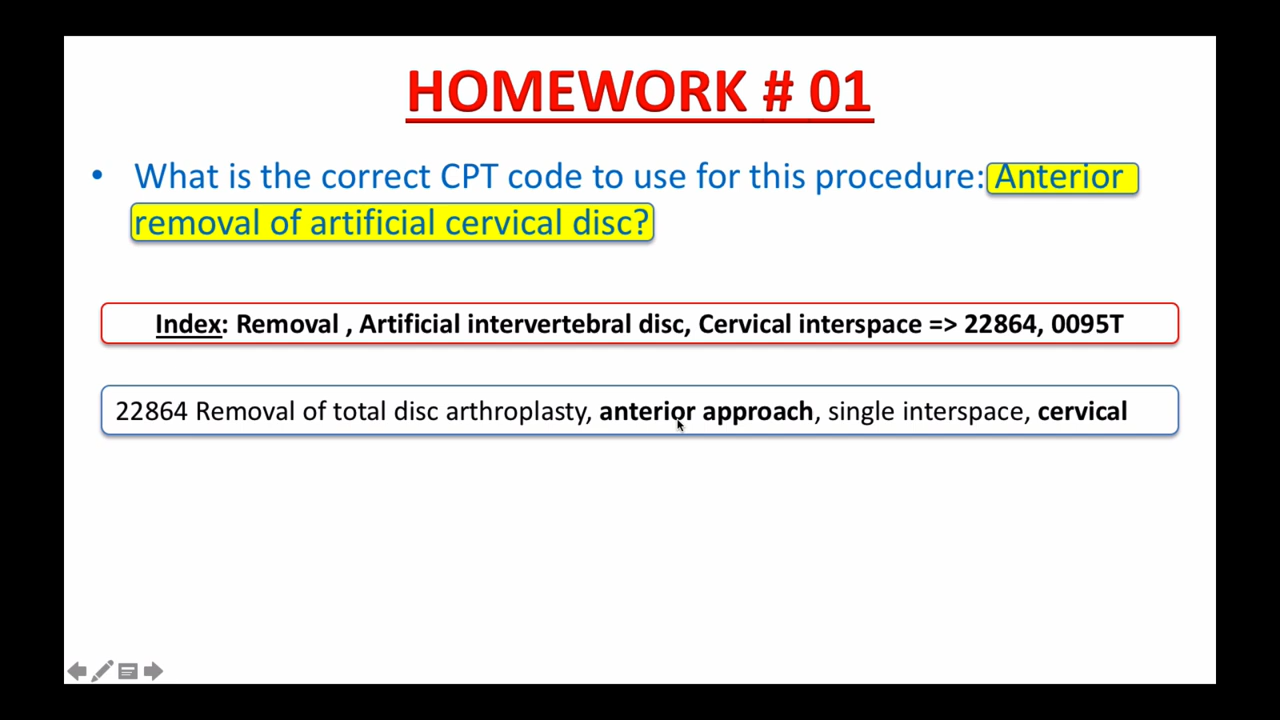 HOMEWORK # 01
• What is the correct CPT code to use for this procedure: Anterior
removal of artificial cervical disc?
Index: Removal , Artificial intervertebral disc, Cervical interspace => 22864, 0095T
22864 Removal of total disc arthroplasty, anterior approach, single interspace, cervical